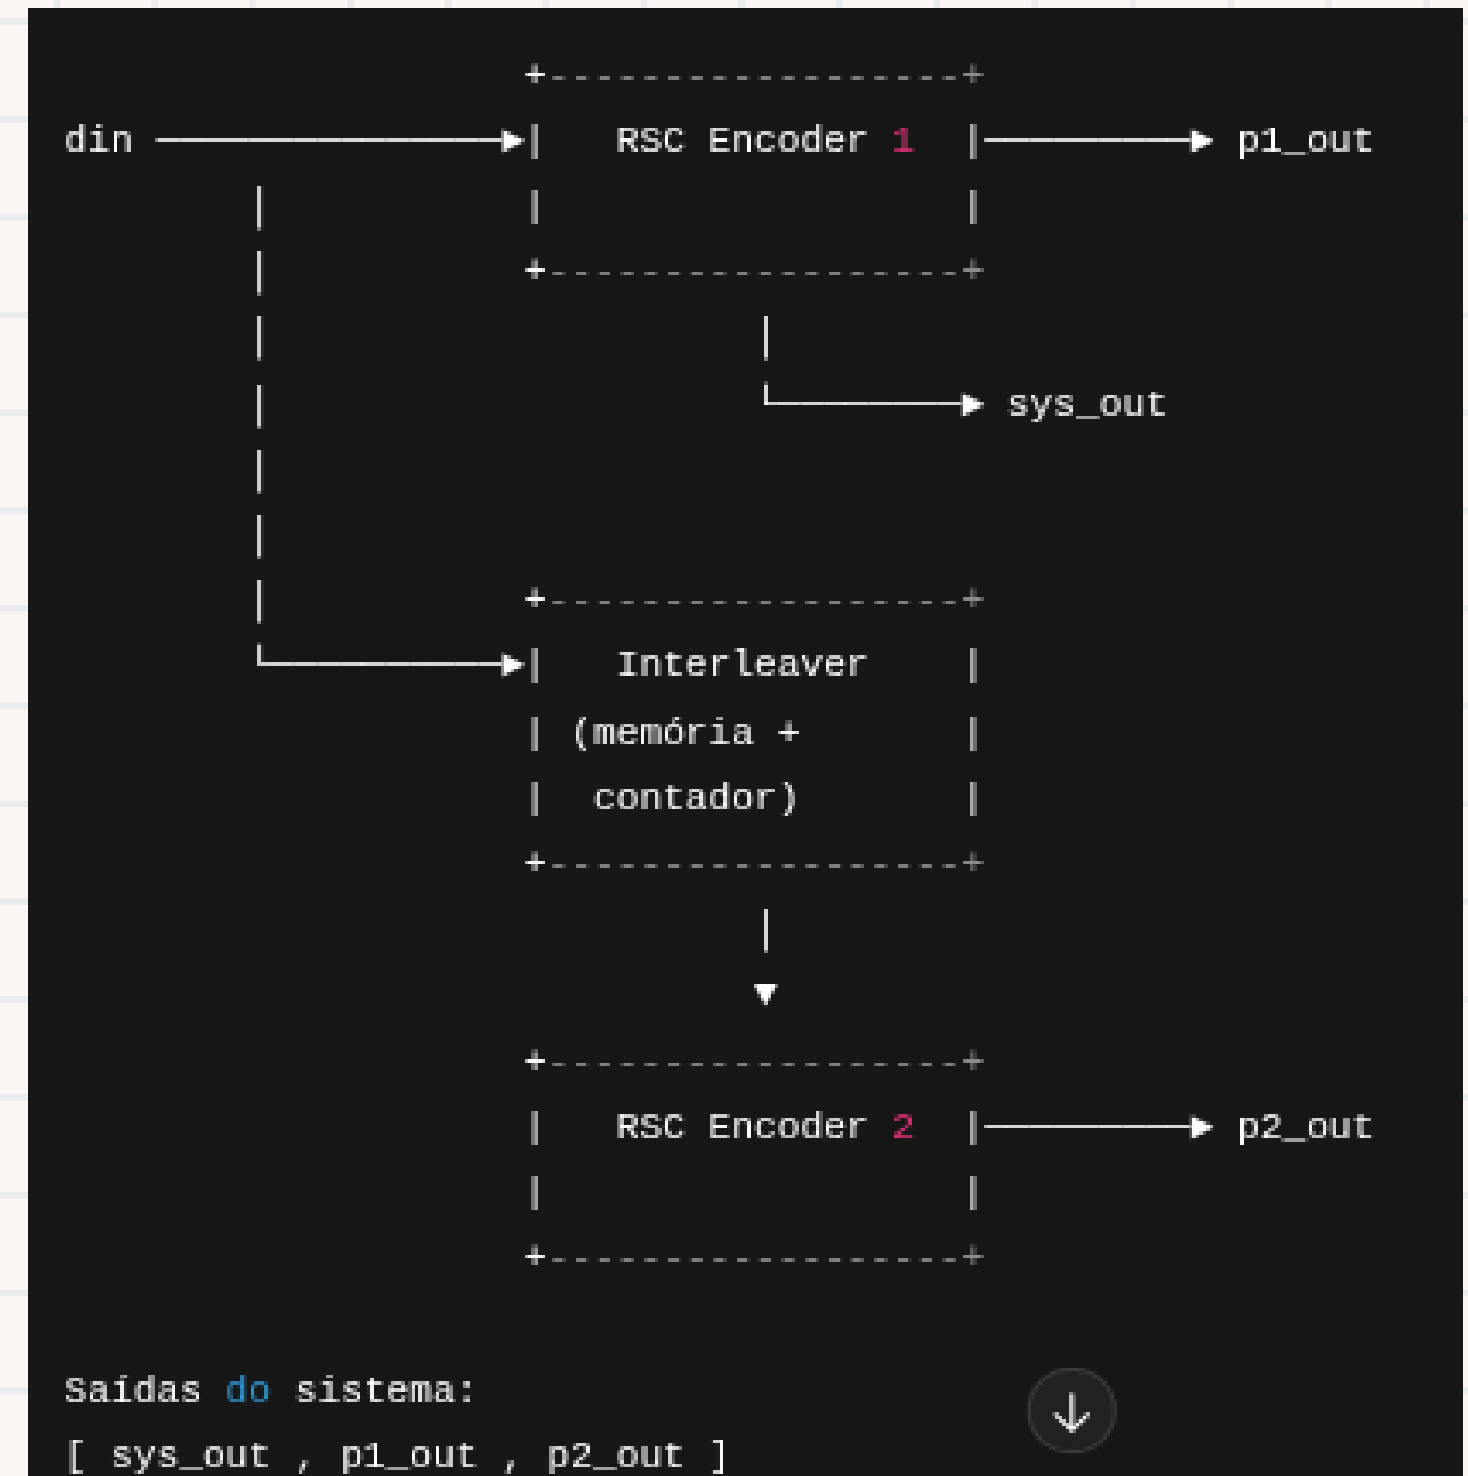 din RSC Encoder 1 p1_out
sys_out
Interleaver
(memória +
contador)
RSC Encoder 2 p2_out
Saídas do sistema:
[ sys_out , p1_out , p2_out ]